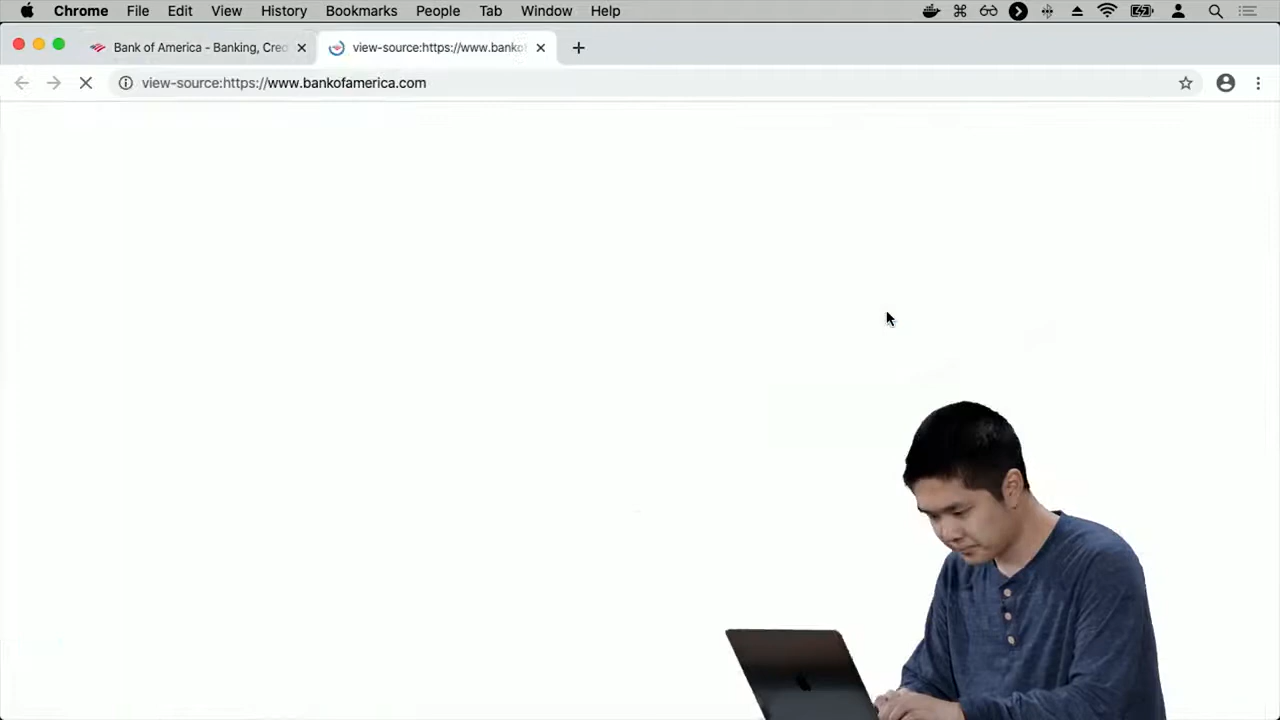 Chrome File Edit View History Bookmarks People Tab Window Help
Bank of America - Banking, Cred view-source:https://www.bankof
view-source:https://www.bankofamerica.com